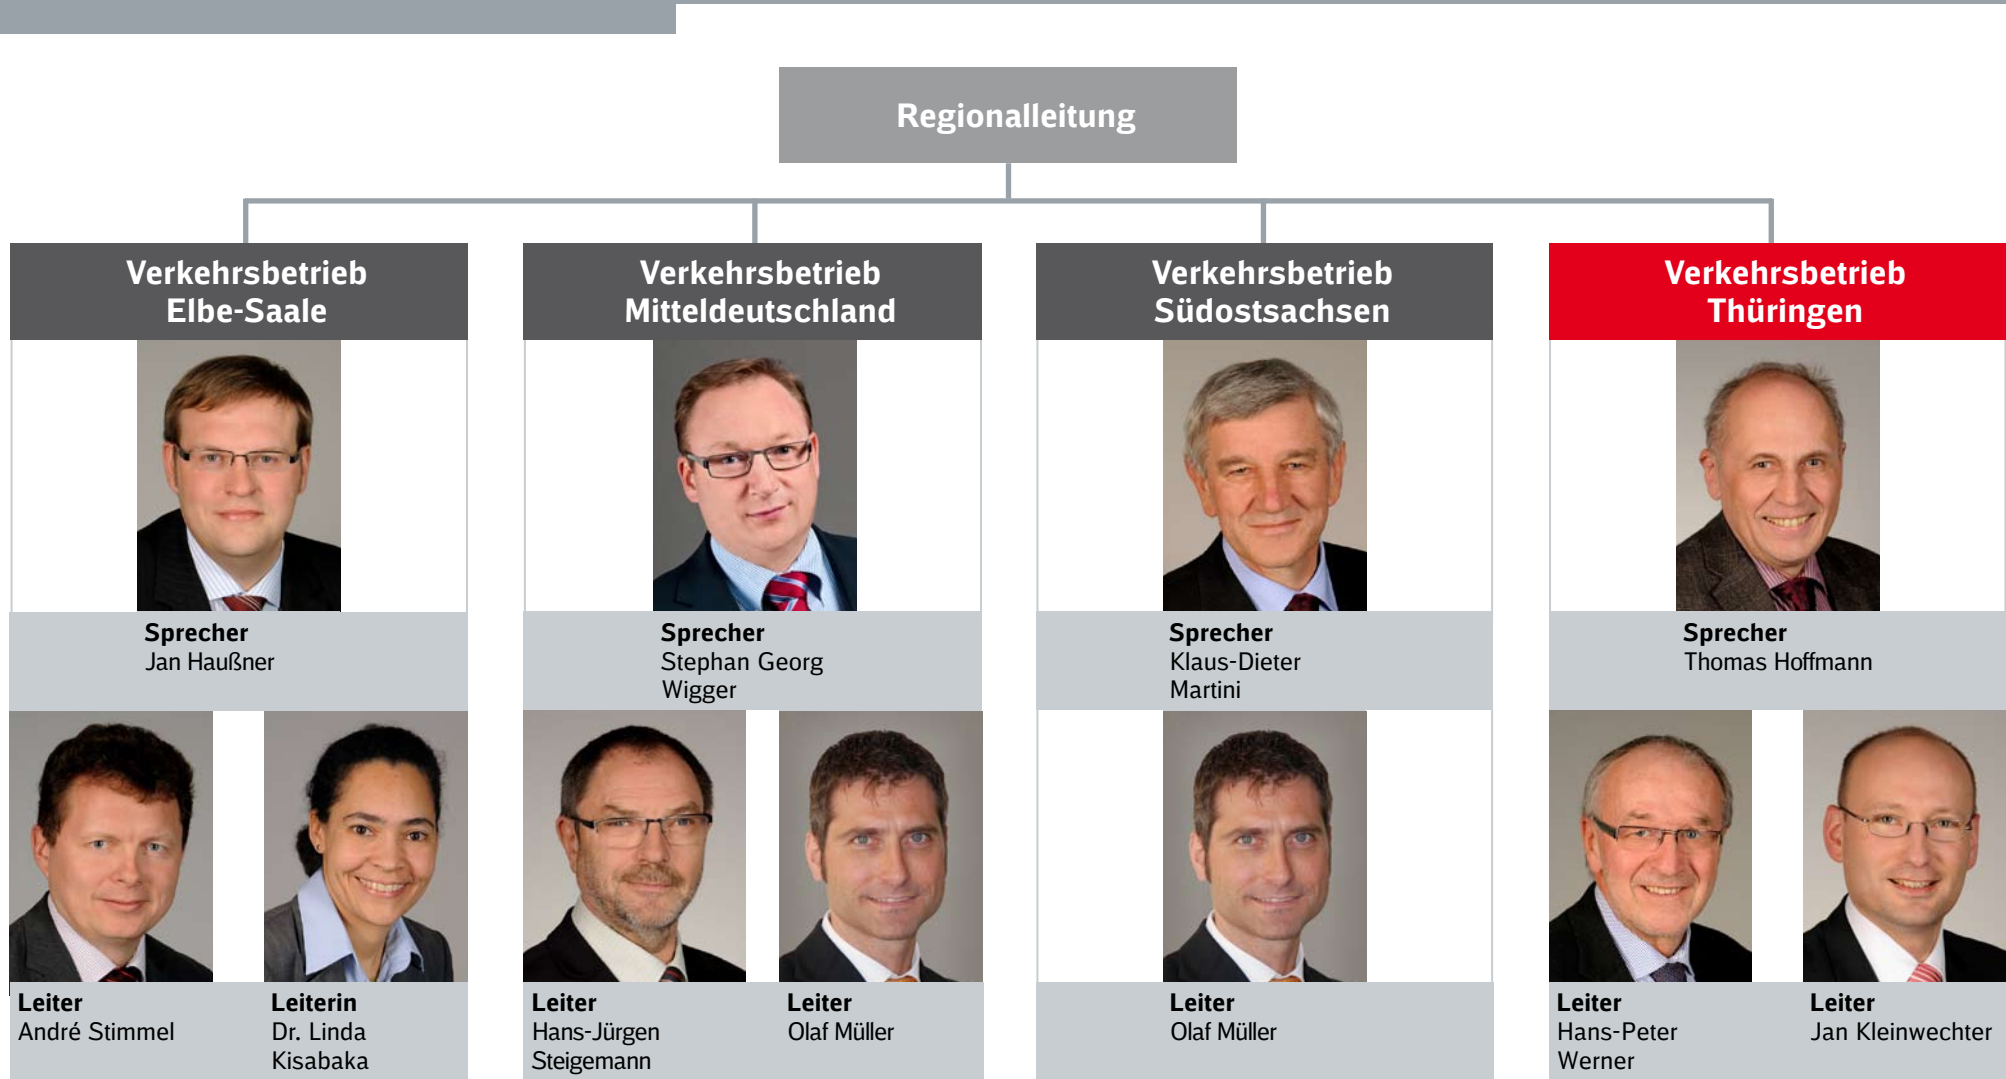 Regionalleitung
Verkehrsbetrieb
Elbe-Saale
Verkehrsbetrieb
Mitteldeutschland
Verkehrsbetrieb
Südostsachsen
Verkehrsbetrieb
Thüringen
Sprecher
Jan Haußner
Sprecher
Stephan Georg
Wigger
Sprecher
Klaus-Dieter
Martini
Sprecher
Thomas Hoffmann
Leiter
André Stimmel
Leiterin
Dr. Linda
Kisabaka
Leiter
Hans-Jürgen
Steigemann
Leiter
Olaf Müller
Leiter
Olaf Müller
Leiter
Hans-Peter
Werner
Leiter
Jan Kleinwechter